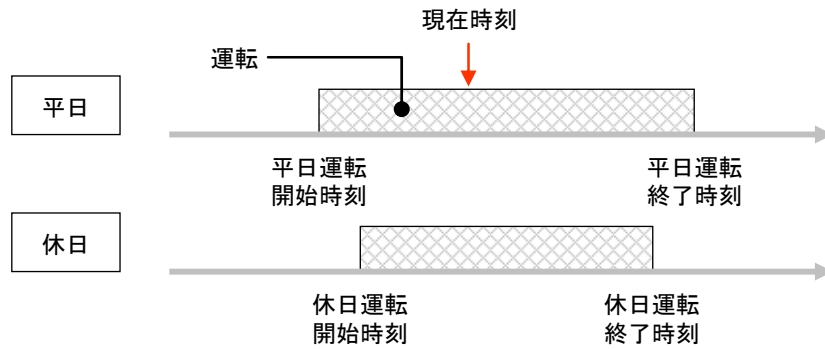 現在時刻
運転
平日
平日運転
開始時刻
平日運転
終了時刻
休日
休日運転
開始時刻
休日運転
終了時刻